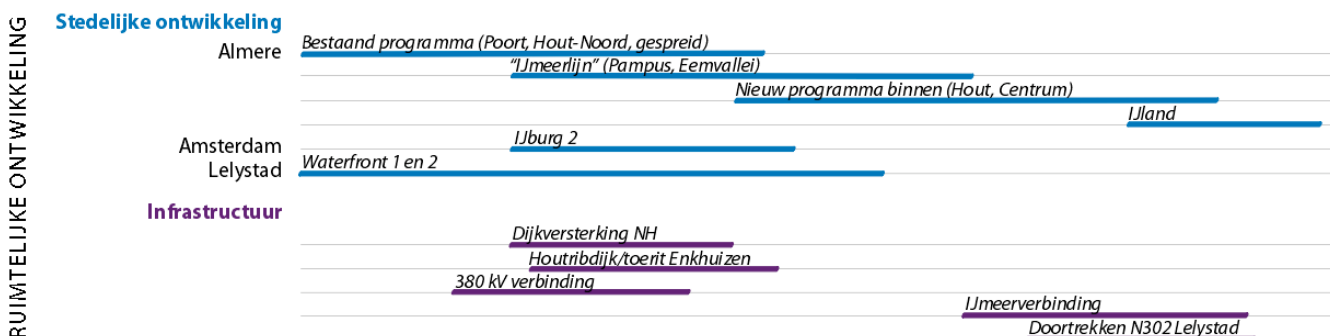 RUIMTELIJKE ONTWIKKELING
Stedelijke ontwikkeling
Almere
Bestaand programma (Poort, Hout-Noord, gespreid)
“IJmeerlijn” (Pampus, Eemvallei)
Nieuw programma binnen (Hout, Centrum)
IJland
Amsterdam
IJburg 2
Lelystad
Waterfront 1 en 2
Infrastructuur
Dijkversterking NH
Houtribdijk/toerit Enkhuizen
380 kV verbinding
IJmeerverbinding
Doortrekken N302 Lelystad